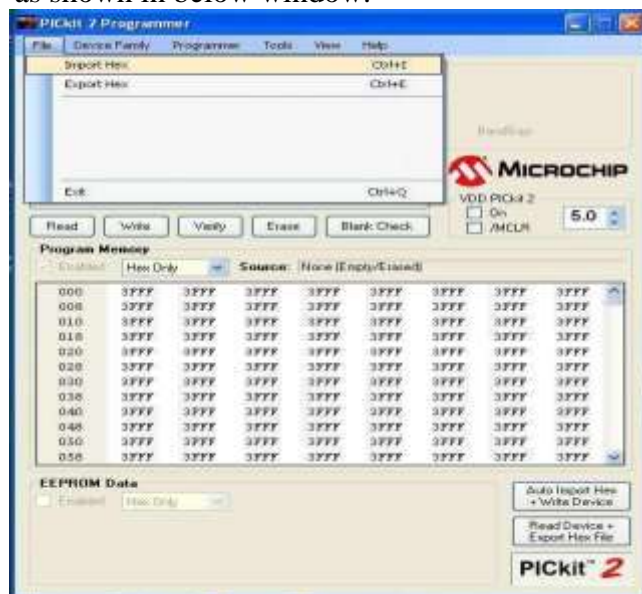 as shown in below window.
PICkit 2 Programmer
File Device Family Programmer Tools View Help
Import Hex Ctrl+I
Export Hex Ctrl+E
Exit Ctrl+Q
BandGap:
MICROCHIP
VDD PICkit 2
On
/MCLR
5.0
Read Write Verify Erase Blank Check
Program Memory
Enabled Hex Only Source: None (Empty/Erased)
000 3FFF 3FFF 3FFF 3FFF 3FFF 3FFF 3FFF 3FFF
008 3FFF 3FFF 3FFF 3FFF 3FFF 3FFF 3FFF 3FFF
010 3FFF 3FFF 3FFF 3FFF 3FFF 3FFF 3FFF 3FFF
018 3FFF 3FFF 3FFF 3FFF 3FFF 3FFF 3FFF 3FFF
020 3FFF 3FFF 3FFF 3FFF 3FFF 3FFF 3FFF 3FFF
028 3FFF 3FFF 3FFF 3FFF 3FFF 3FFF 3FFF 3FFF
030 3FFF 3FFF 3FFF 3FFF 3FFF 3FFF 3FFF 3FFF
038 3FFF 3FFF 3FFF 3FFF 3FFF 3FFF 3FFF 3FFF
040 3FFF 3FFF 3FFF 3FFF 3FFF 3FFF 3FFF 3FFF
048 3FFF 3FFF 3FFF 3FFF 3FFF 3FFF 3FFF 3FFF
050 3FFF 3FFF 3FFF 3FFF 3FFF 3FFF 3FFF 3FFF
058 3FFF 3FFF 3FFF 3FFF 3FFF 3FFF 3FFF 3FFF
EEPROM Data
Enabled Hex Only
Auto Import Hex
+ Write Device
Read Device +
Export Hex File
PICkit™ 2